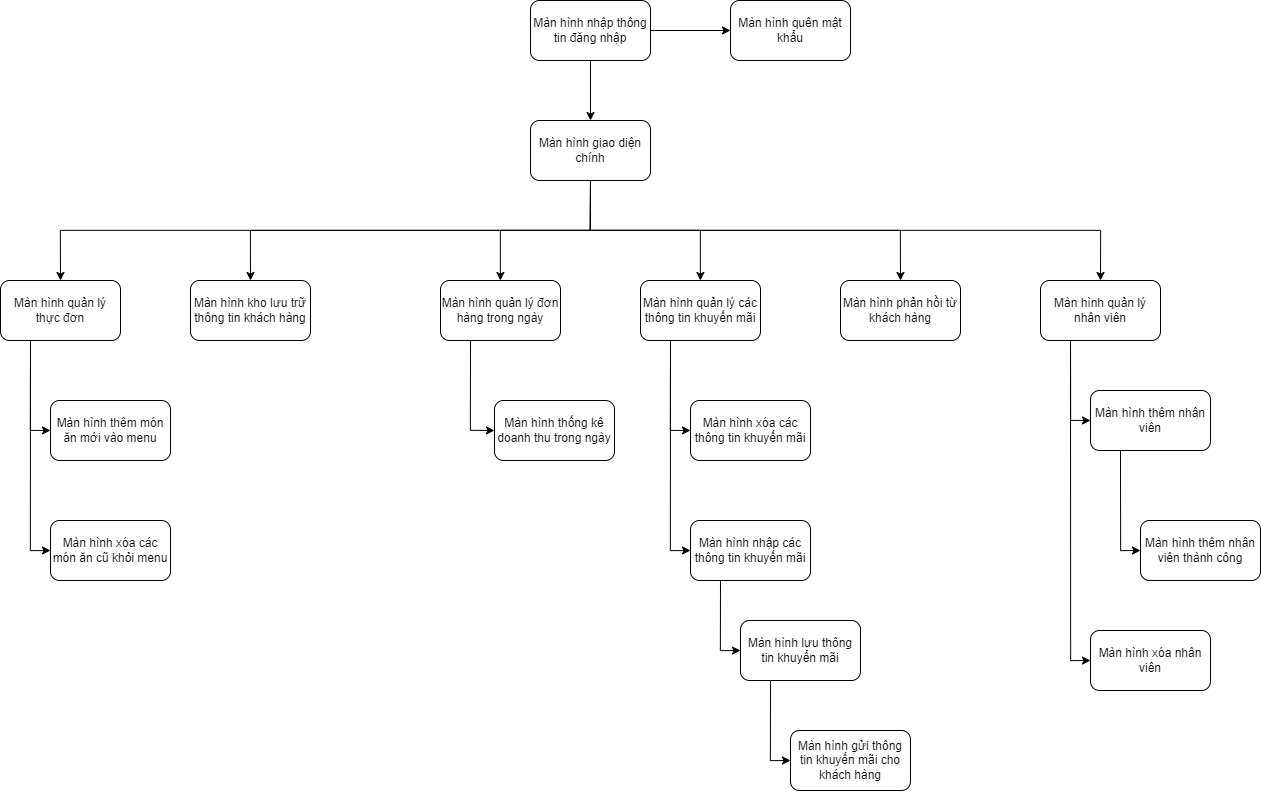 Màn hình nhập thông
tin đăng nhập
Màn hình quên mật
khẩu
Màn hình giao diện
chính
Màn hình quản lý
thực đơn
Màn hình kho lưu trữ
thông tin khách hàng
Màn hình quản lý đơn
hàng trong ngày
Màn hình quản lý các
thông tin khuyến mãi
Màn hình phản hồi từ
khách hàng
Màn hình quản lý
nhân viên
Màn hình thêm món
ăn mới vào menu
Màn hình thống kê
doanh thu trong ngày
Màn hình xóa các
thông tin khuyến mãi
Màn hình thêm nhân
viên
Màn hình xóa các
món ăn cũ khỏi menu
Màn hình nhập các
thông tin khuyến mãi
Màn hình thêm nhân
viên thành công
Màn hình lưu thông
tin khuyến mãi
Màn hình xóa nhân
viên
Màn hình gửi thông
tin khuyến mãi cho
khách hàng